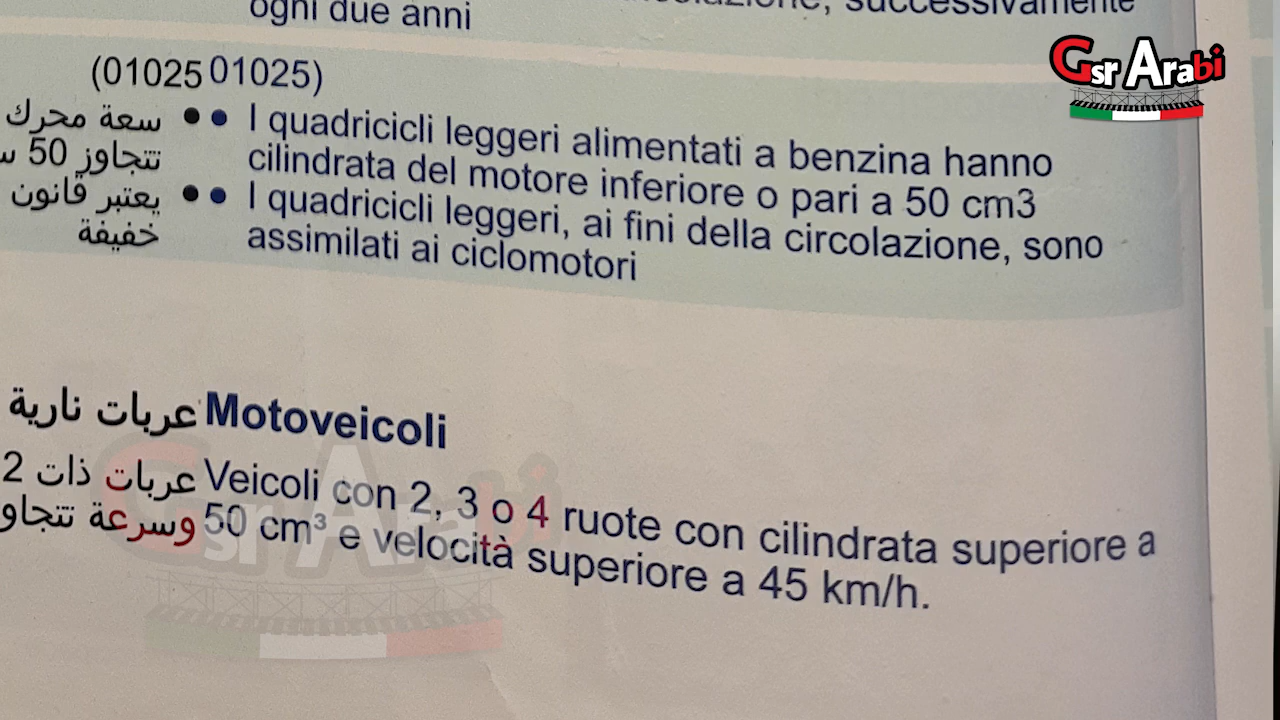 ogni due anni
successivamente
(01025 01025)
سعة محرك • • I quadricicli leggeri alimentati a benzina hanno
تتجاوز 50 cilindrata del motore inferiore o pari a 50 cm3
يعتبر قانون • • I quadricicli leggeri, ai fini della circolazione, sono
خفيفة assimilati ai ciclomotori
عربات نارية Motoveicoli
عربات ذات 2 Veicoli con 2, 3 o 4 ruote con cilindrata superiore a
وسرعة 50 cm³ e velocità superiore a 45 km/h.
Gsr Arabi
Gsr Arabi